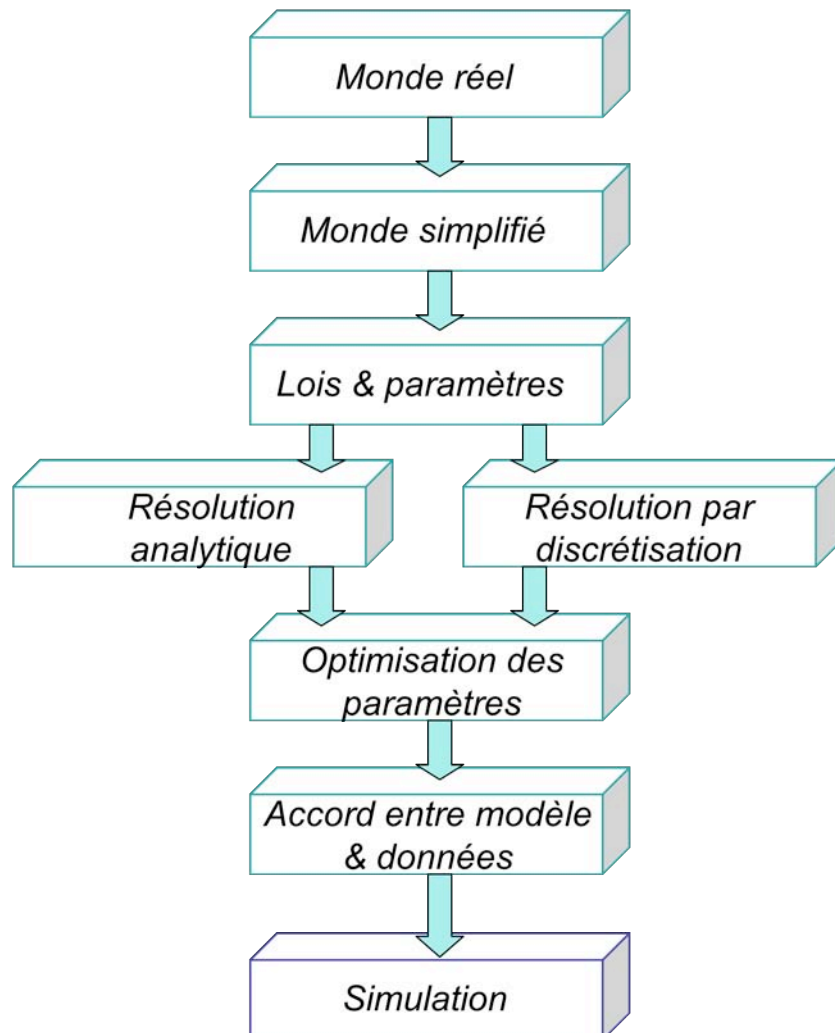 Monde réel
Monde simplifié
Lois & paramètres
Résolution
analytique
Résolution par
discrétisation
Optimisation des
paramètres
Accord entre modèle
& données
Simulation